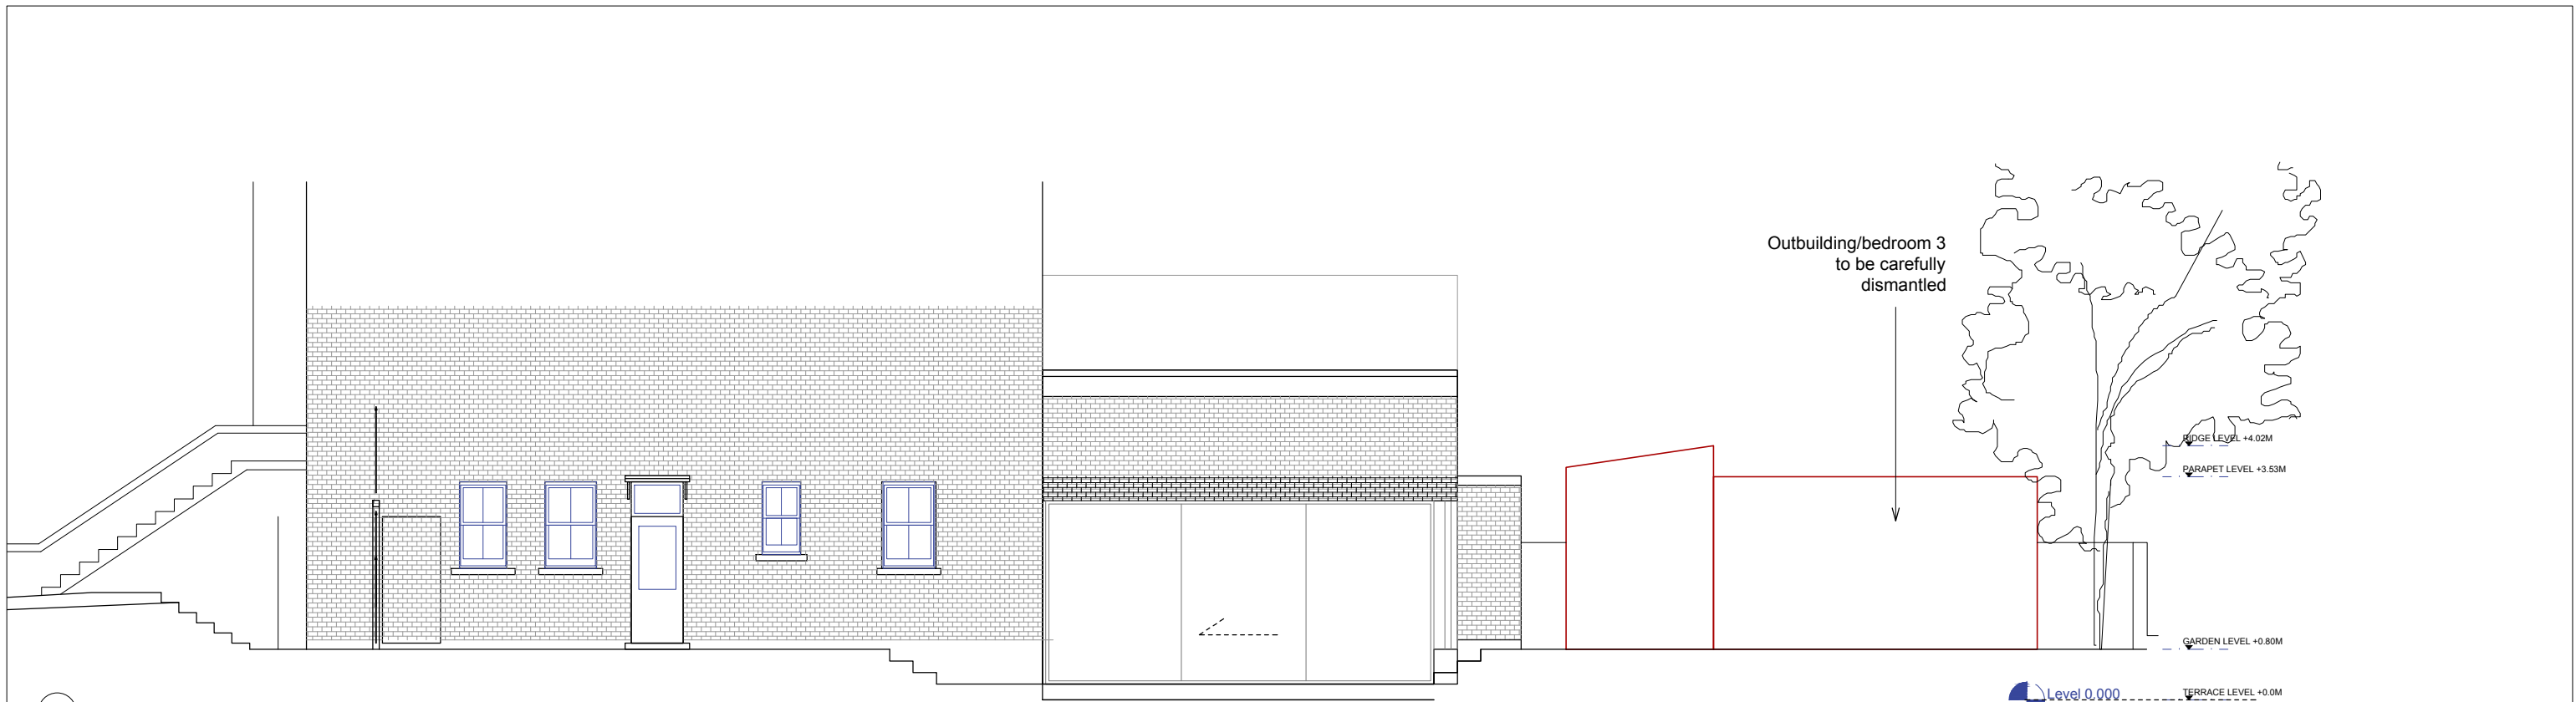 Outbuilding/bedroom 3
to be carefully
dismantled
RIDGE LEVEL +4.02M
PARAPET LEVEL +3.53M
GARDEN LEVEL +0.80M
Level 0.000
TERRACE LEVEL +0.0M